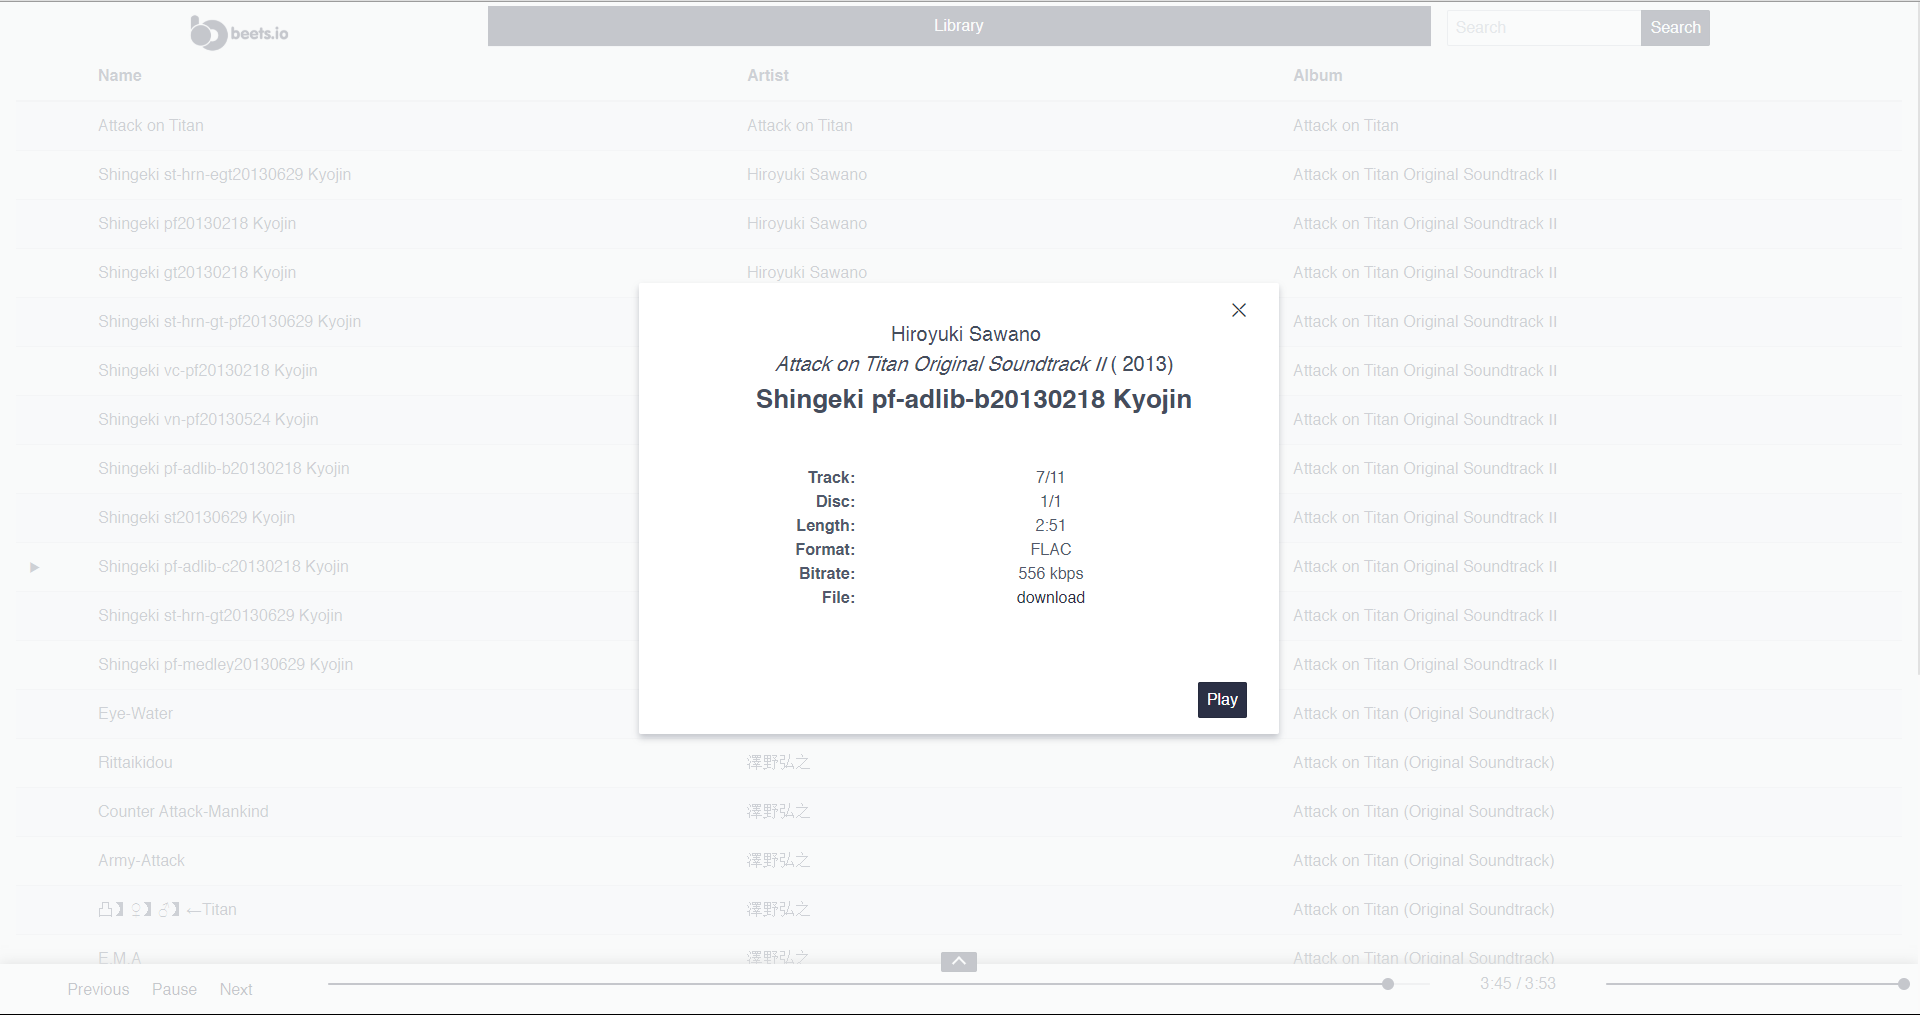 beets.io
Library
Search
Search
Name Artist Album
Attack on Titan Attack on Titan Attack on Titan
Shingeki st-hrn-egt20130629 Kyojin Hiroyuki Sawano Attack on Titan Original Soundtrack II
Shingeki pf20130218 Kyojin Hiroyuki Sawano Attack on Titan Original Soundtrack II
Shingeki gt20130218 Kyojin Hiroyuki Sawano Attack on Titan Original Soundtrack II
Shingeki st-hrn-gt-pf20130629 Kyojin Attack on Titan Original Soundtrack II
Shingeki vc-pf20130218 Kyojin Attack on Titan Original Soundtrack II
Shingeki vn-pf20130524 Kyojin Attack on Titan Original Soundtrack II
Shingeki pf-adlib-b20130218 Kyojin Attack on Titan Original Soundtrack II
Shingeki st20130629 Kyojin Attack on Titan Original Soundtrack II
Shingeki pf-adlib-c20130218 Kyojin Attack on Titan Original Soundtrack II
Shingeki st-hrn-gt20130629 Kyojin Attack on Titan Original Soundtrack II
Shingeki pf-medley20130629 Kyojin Attack on Titan Original Soundtrack II
Eye-Water Attack on Titan (Original Soundtrack)
Rittaikidou 澤野弘之 Attack on Titan (Original Soundtrack)
Counter Attack-Mankind 澤野弘之 Attack on Titan (Original Soundtrack)
Army-Attack 澤野弘之 Attack on Titan (Original Soundtrack)
凸】♀】♂】←Titan 澤野弘之 Attack on Titan (Original Soundtrack)
E.M.A 澤野弘之 Attack on Titan (Original Soundtrack)
Hiroyuki Sawano
Attack on Titan Original Soundtrack II ( 2013)
Shingeki pf-adlib-b20130218 Kyojin
Track: 7/11
Disc: 1/1
Length: 2:51
Format: FLAC
Bitrate: 556 kbps
File: download
Play
Previous Pause Next 3:45 / 3:53